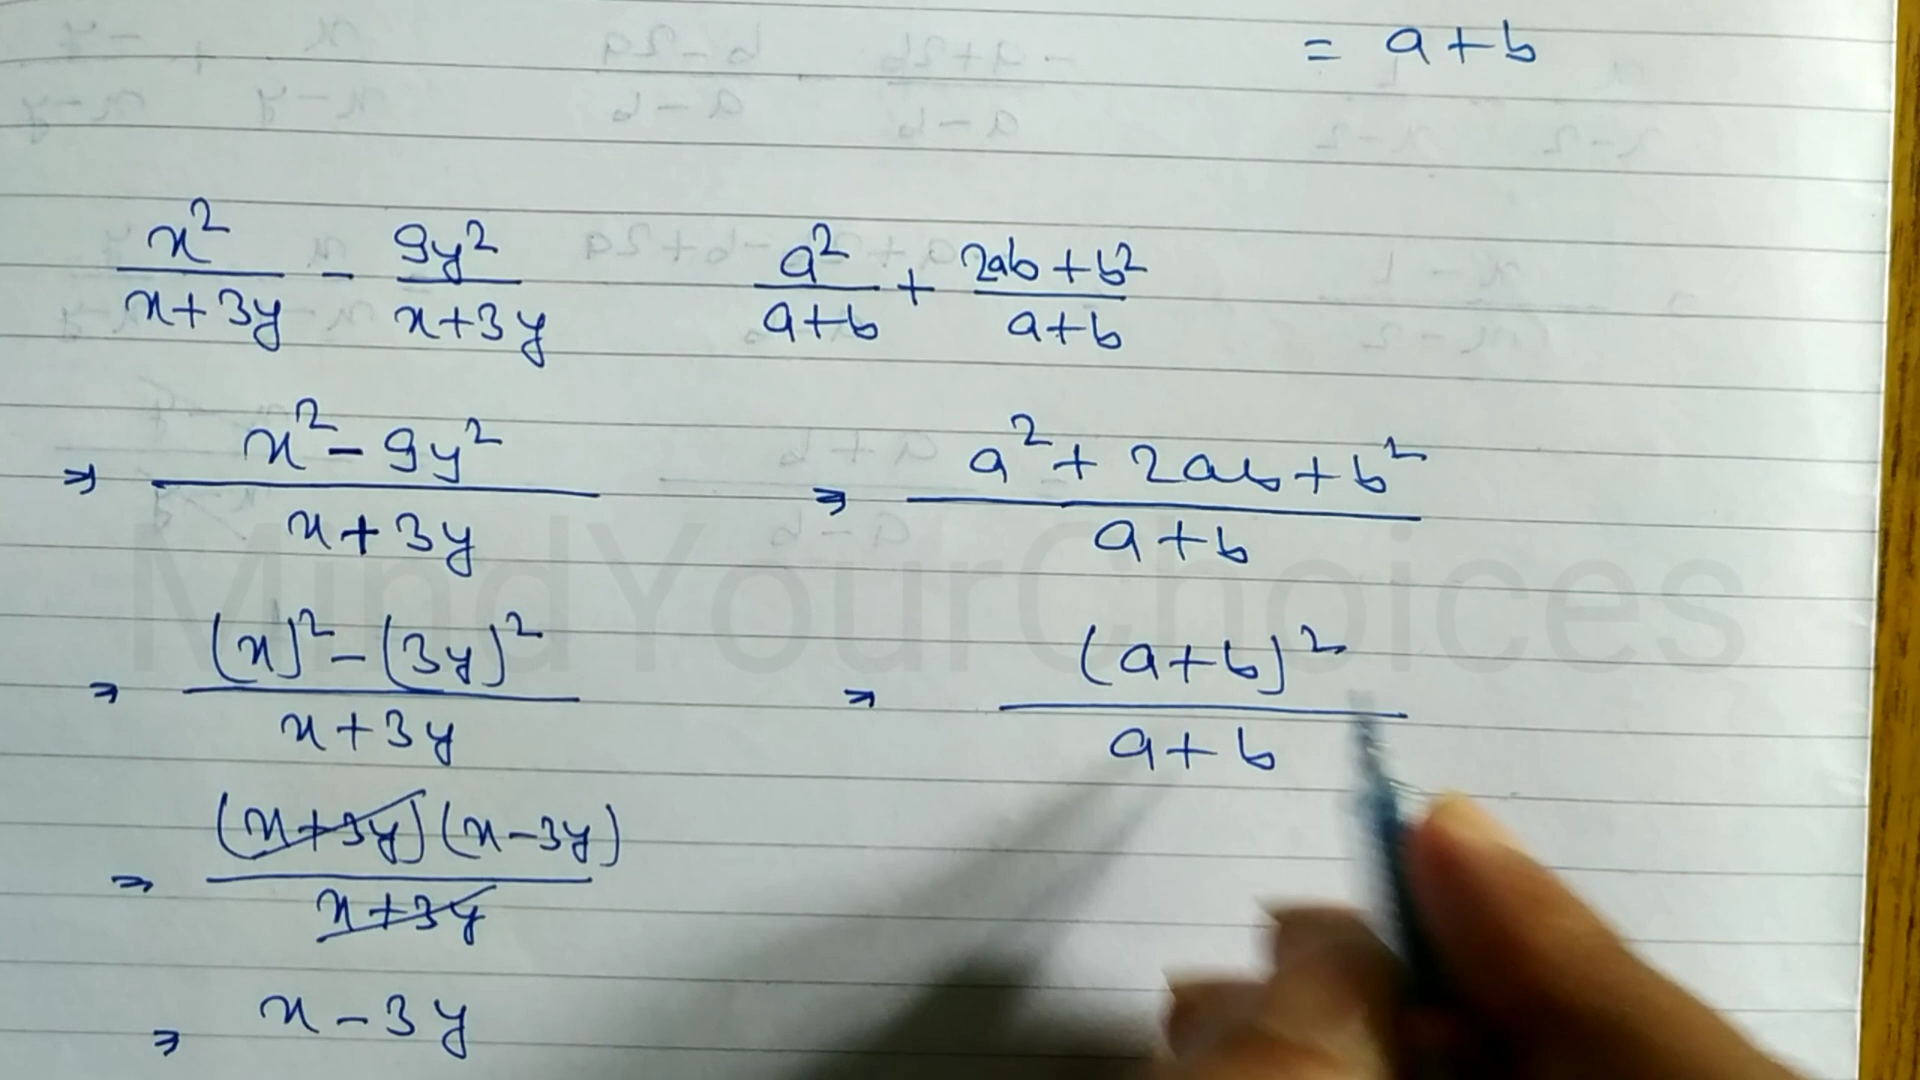 = a+b
x²/(x+3y) - 9y²/(x+3y)
⇒ (x² - 9y²)/(x+3y)
⇒ ((x)² - (3y)²)/(x+3y)
⇒ (x+3y)(x-3y)/(x+3y)
⇒ x - 3y
a²/(a+b) + (2ab+b²)/(a+b)
⇒ (a² + 2ab + b²)/(a+b)
⇒ (a+b)²/(a+b)
MindYourChoices